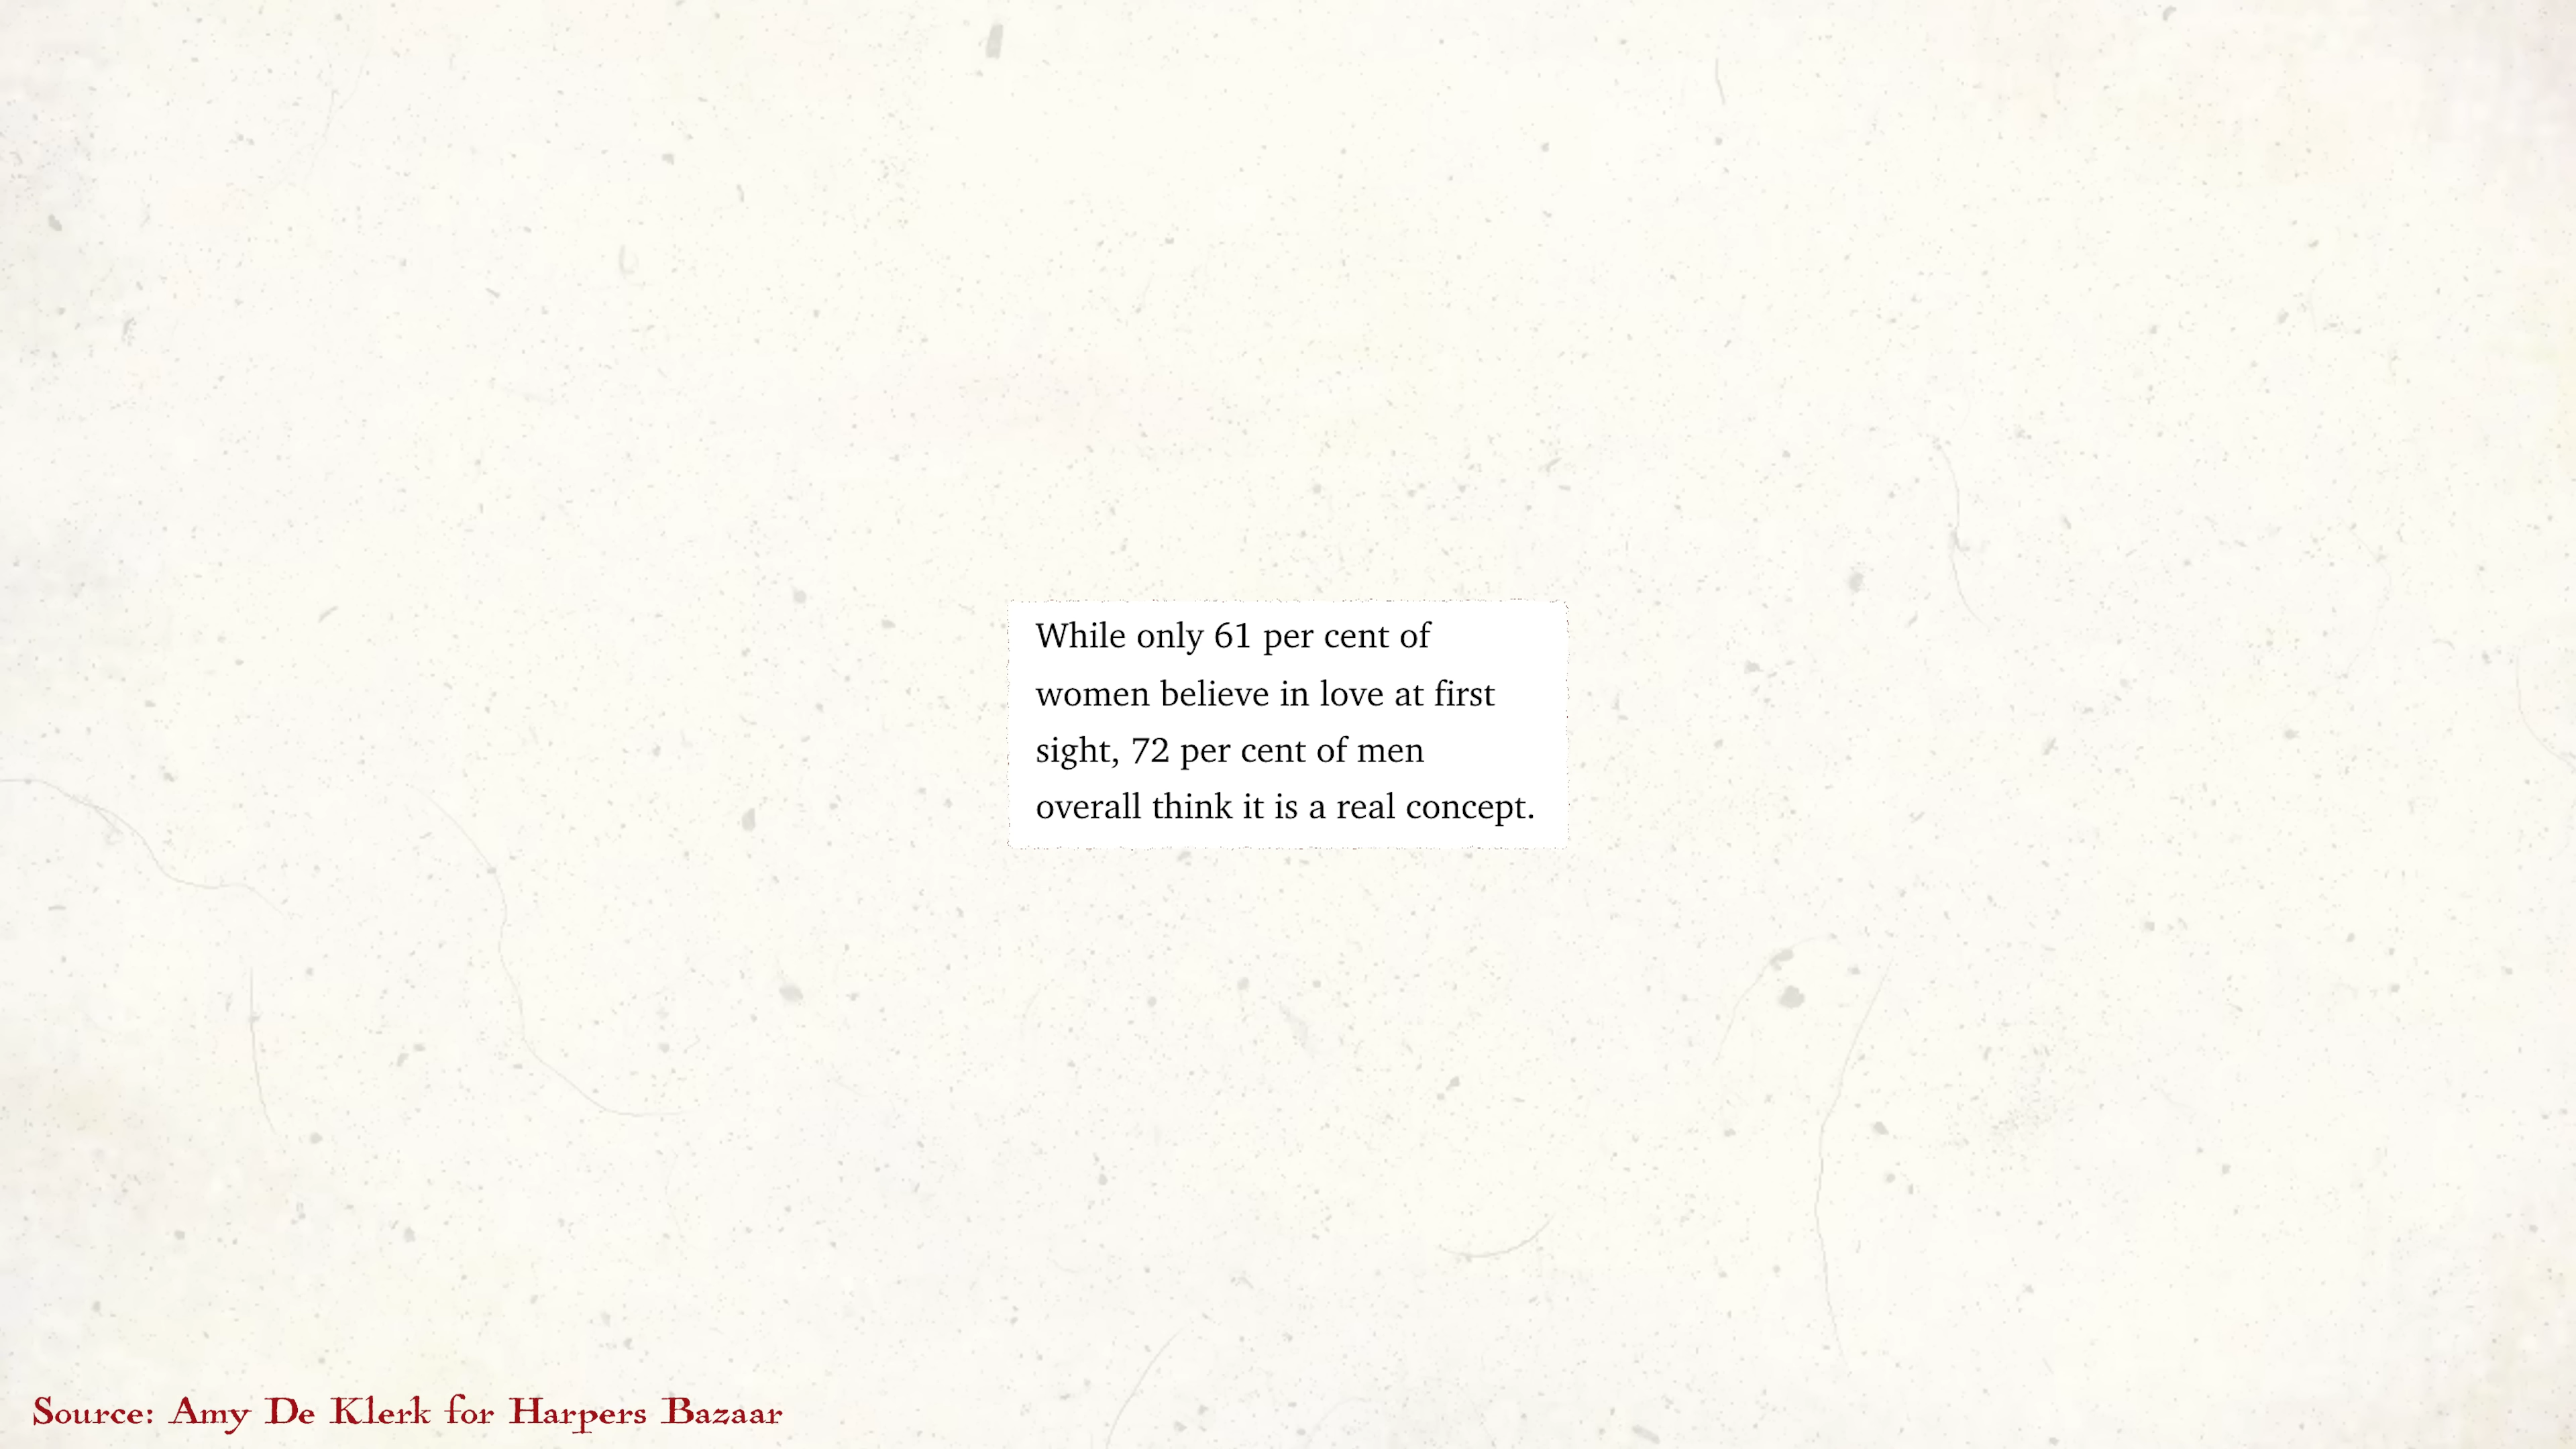 While only 61 per cent of
women believe in love at first
sight, 72 per cent of men
overall think it is a real concept.
Source: Amy De Klerk for Harpers Bazaar